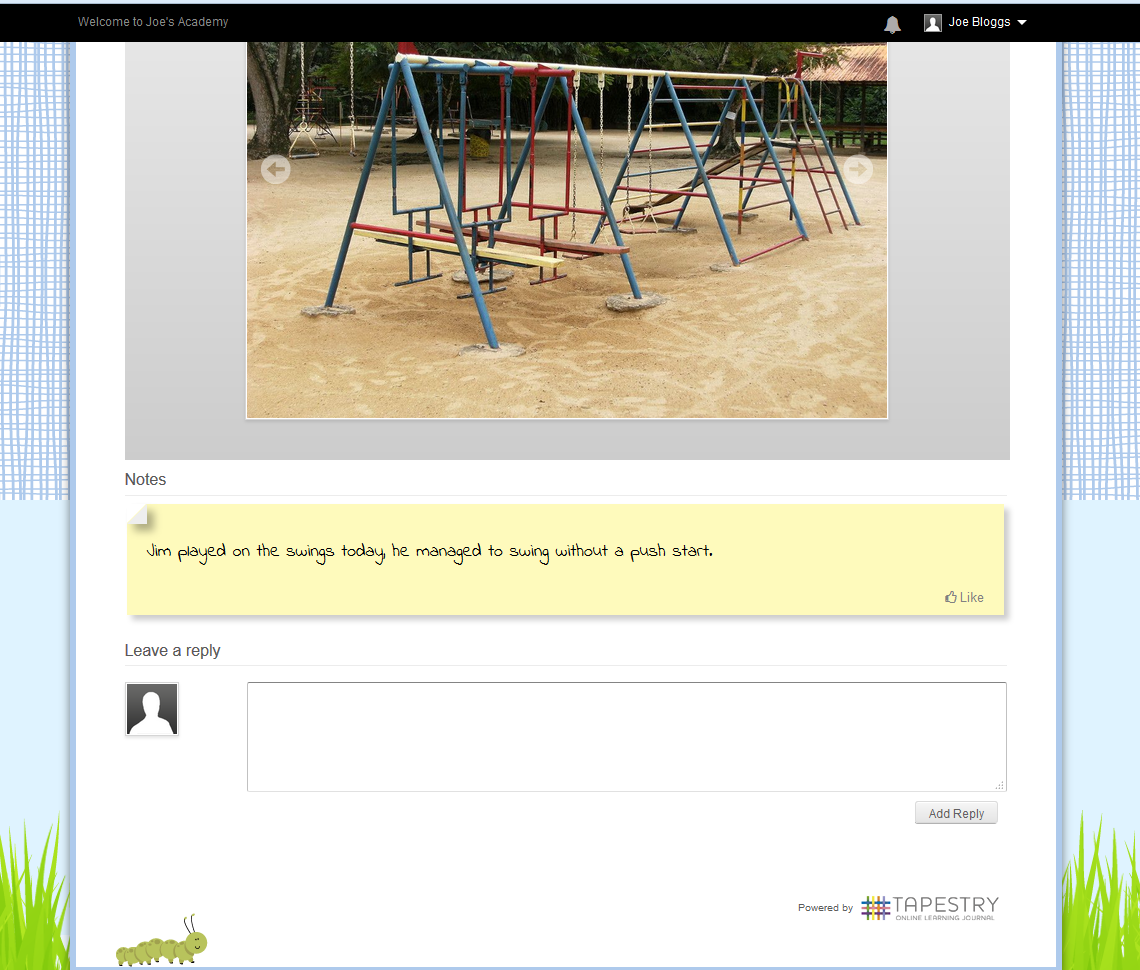 Welcome to Joe's Academy
Joe Bloggs
Notes
Jim played on the swings today, he managed to swing without a push start.
Like
Leave a reply
Add Reply
Powered by TAPESTRY
ONLINE LEARNING JOURNAL